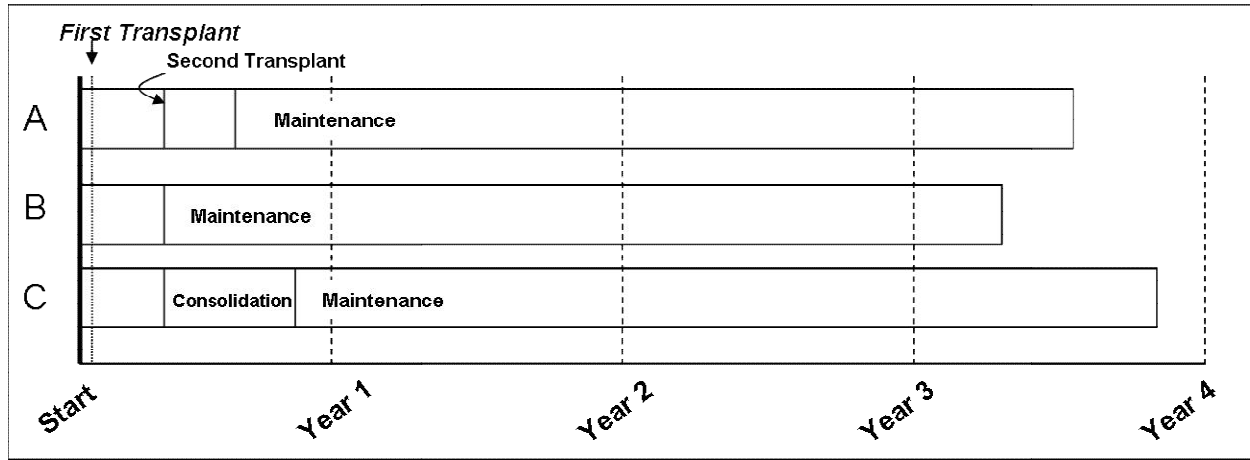 First Transplant
Second Transplant
A
Maintenance
B
Maintenance
C
Consolidation
Maintenance
Start
Year 1
Year 2
Year 3
Year 4